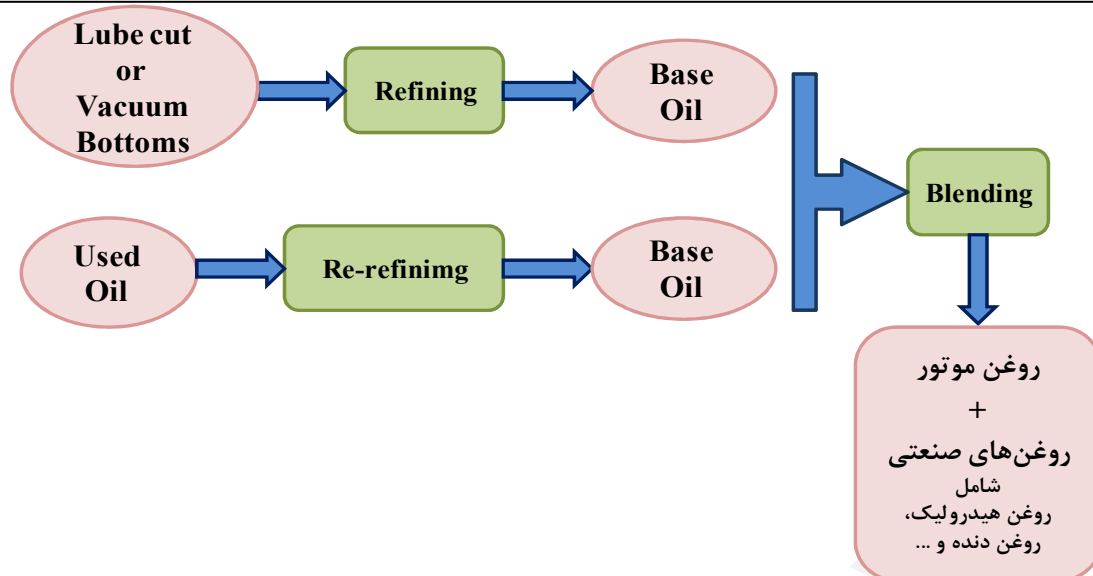 Lube cut
or
Vacuum
Bottoms
Refining
Base
Oil
Used
Oil
Re-refinimg
Base
Oil
Blending
روغن موتور
+
روغن‌های صنعتی
شامل
روغن هیدرولیک،
روغن دنده و ...